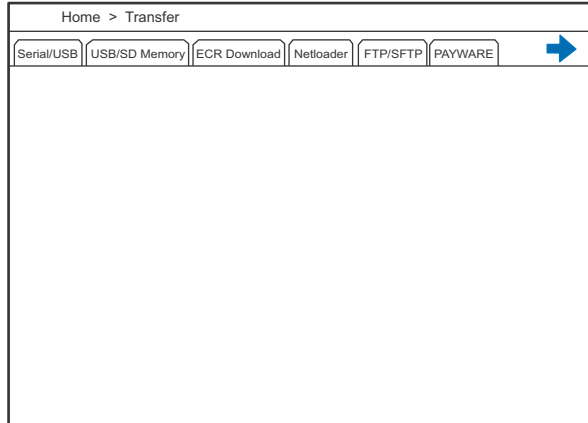 Home > Transfer
Serial/USB USB/SD Memory ECR Download Netloader FTP/SFTP PAYWARE